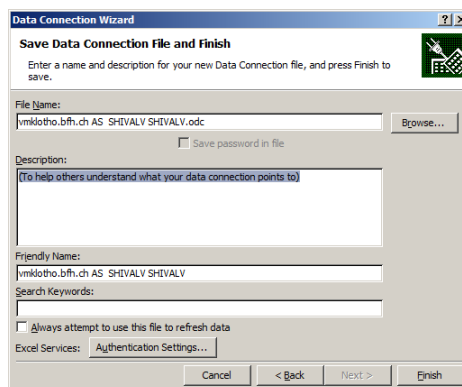 Data Connection Wizard
Save Data Connection File and Finish
Enter a name and description for your new Data Connection file, and press Finish to
save.
File Name:
vmklotho.bfh.ch AS SHIVALV SHIVALV.odc
Browse...
Save password in file
Description:
(To help others understand what your data connection points to)
Friendly Name:
vmklotho.bfh.ch AS SHIVALV SHIVALV
Search Keywords:
Always attempt to use this file to refresh data
Excel Services: Authentication Settings...
Cancel < Back Next > Finish